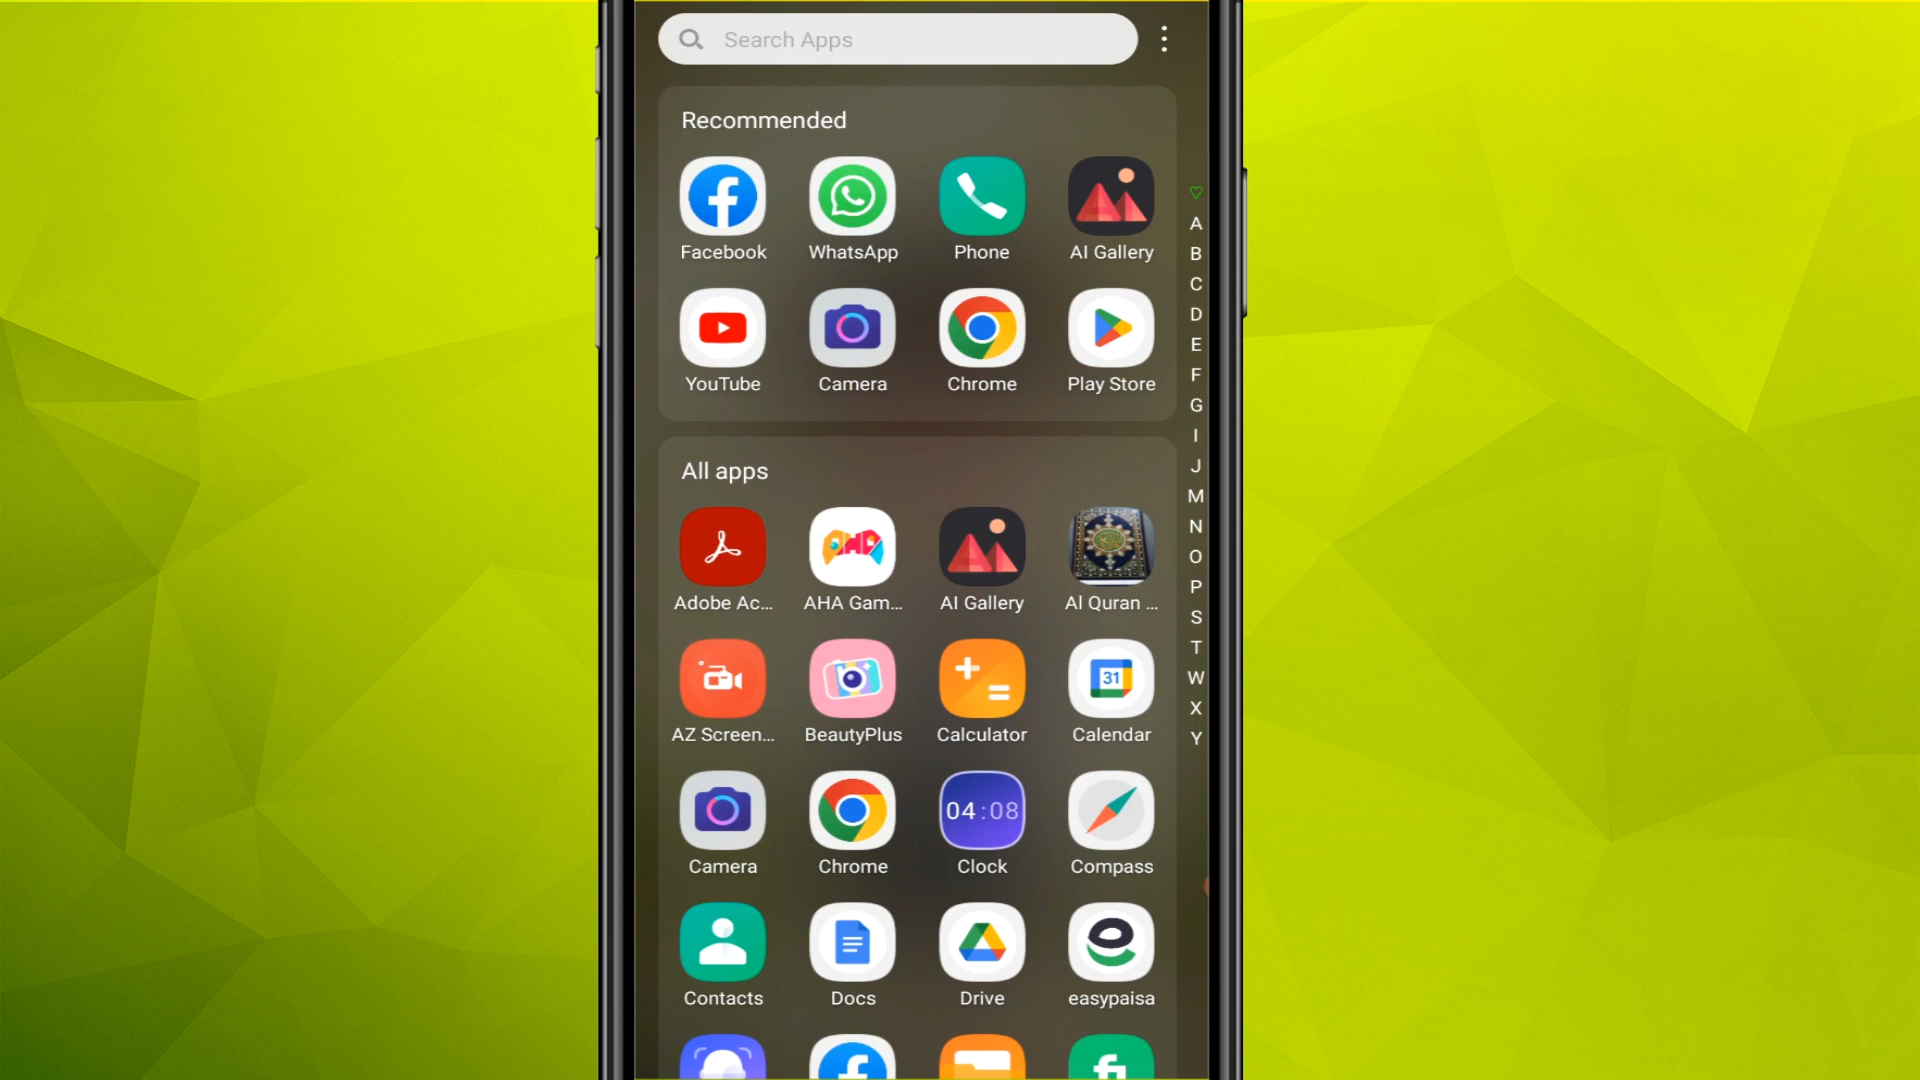 Search Apps
Recommended
Facebook WhatsApp Phone AI Gallery
YouTube Camera Chrome Play Store
♡
A
B
C
D
E
F
G
I
J
M
N
O
P
S
T
W
X
Y
All apps
Adobe Ac... AHA Gam... AI Gallery Al Quran ...
31
AZ Screen... BeautyPlus Calculator Calendar
04:08
Camera Chrome Clock Compass
Contacts Docs Drive easypaisa